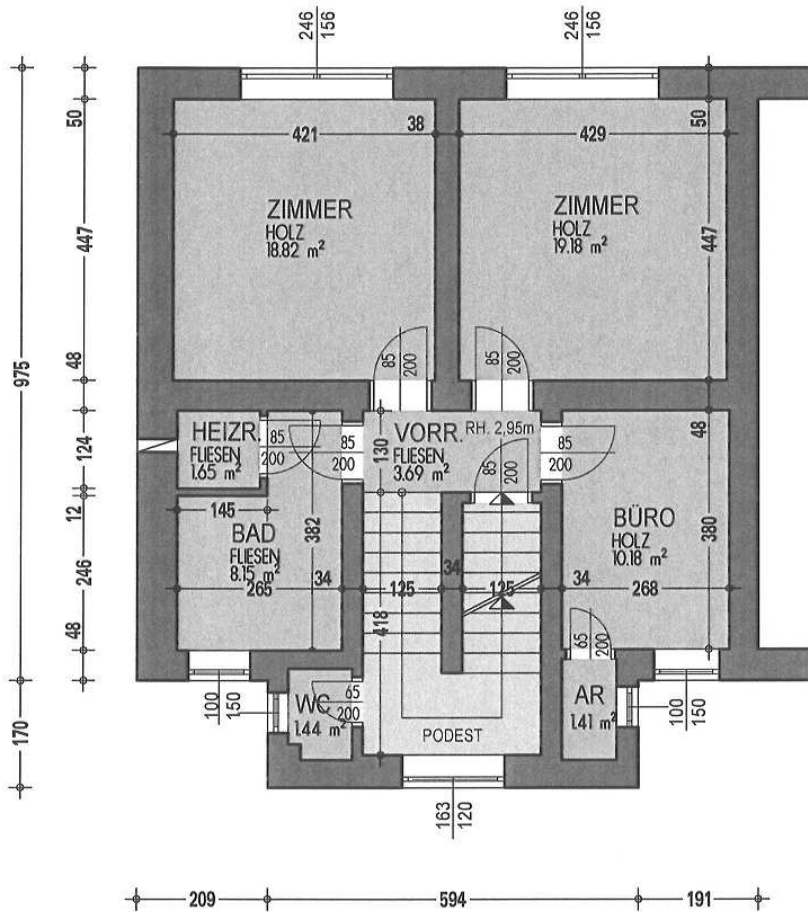 246
156
246
156
50
447
48
124
12
246
48
975
170
421
38
429
50
ZIMMER
HOLZ
18.82 m²
ZIMMER
HOLZ
19.18 m²
447
85
200
85
200
48
HEIZR.
FLIESEN
1.65 m²
85
200
85
200
VORR.
RH. 2,95m
FLIESEN
3.69 m²
130
85
200
85
200
145
BAD
FLIESEN
8.15 m²
382
34
265
125
34
125
418
BÜRO
HOLZ
10.18 m²
380
34
268
65
200
100
150
WC
1.44 m²
65
200
PODEST
AR
1.41 m²
100
150
163
120
209
594
191